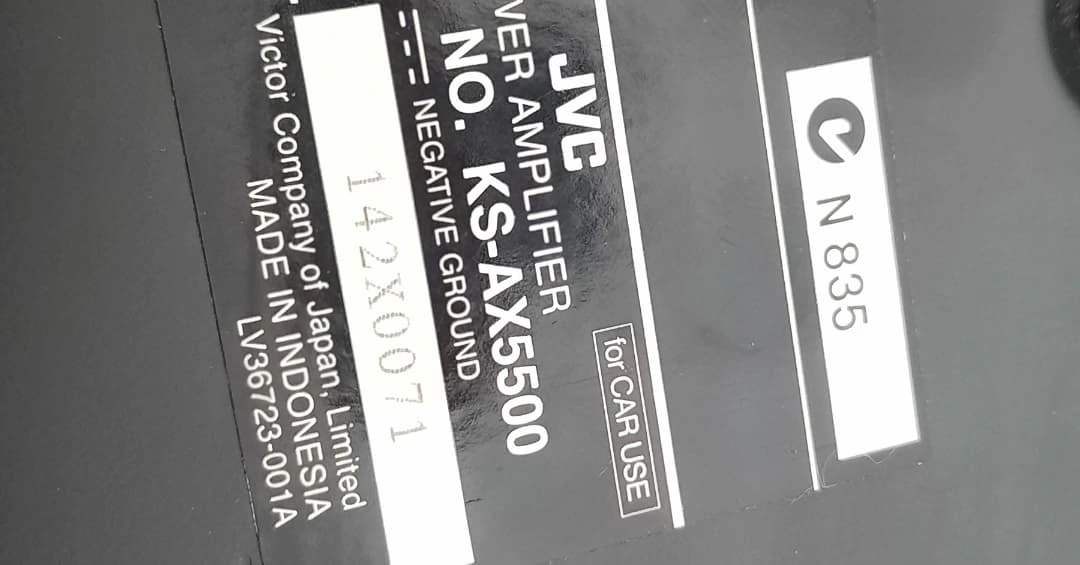 N 835
JVC for CAR USE
VER AMPLIFIER
NO. KS-AX5500
NEGATIVE GROUND
142X0071
Victor Company of Japan, Limited
MADE IN INDONESIA
LV36723-001A